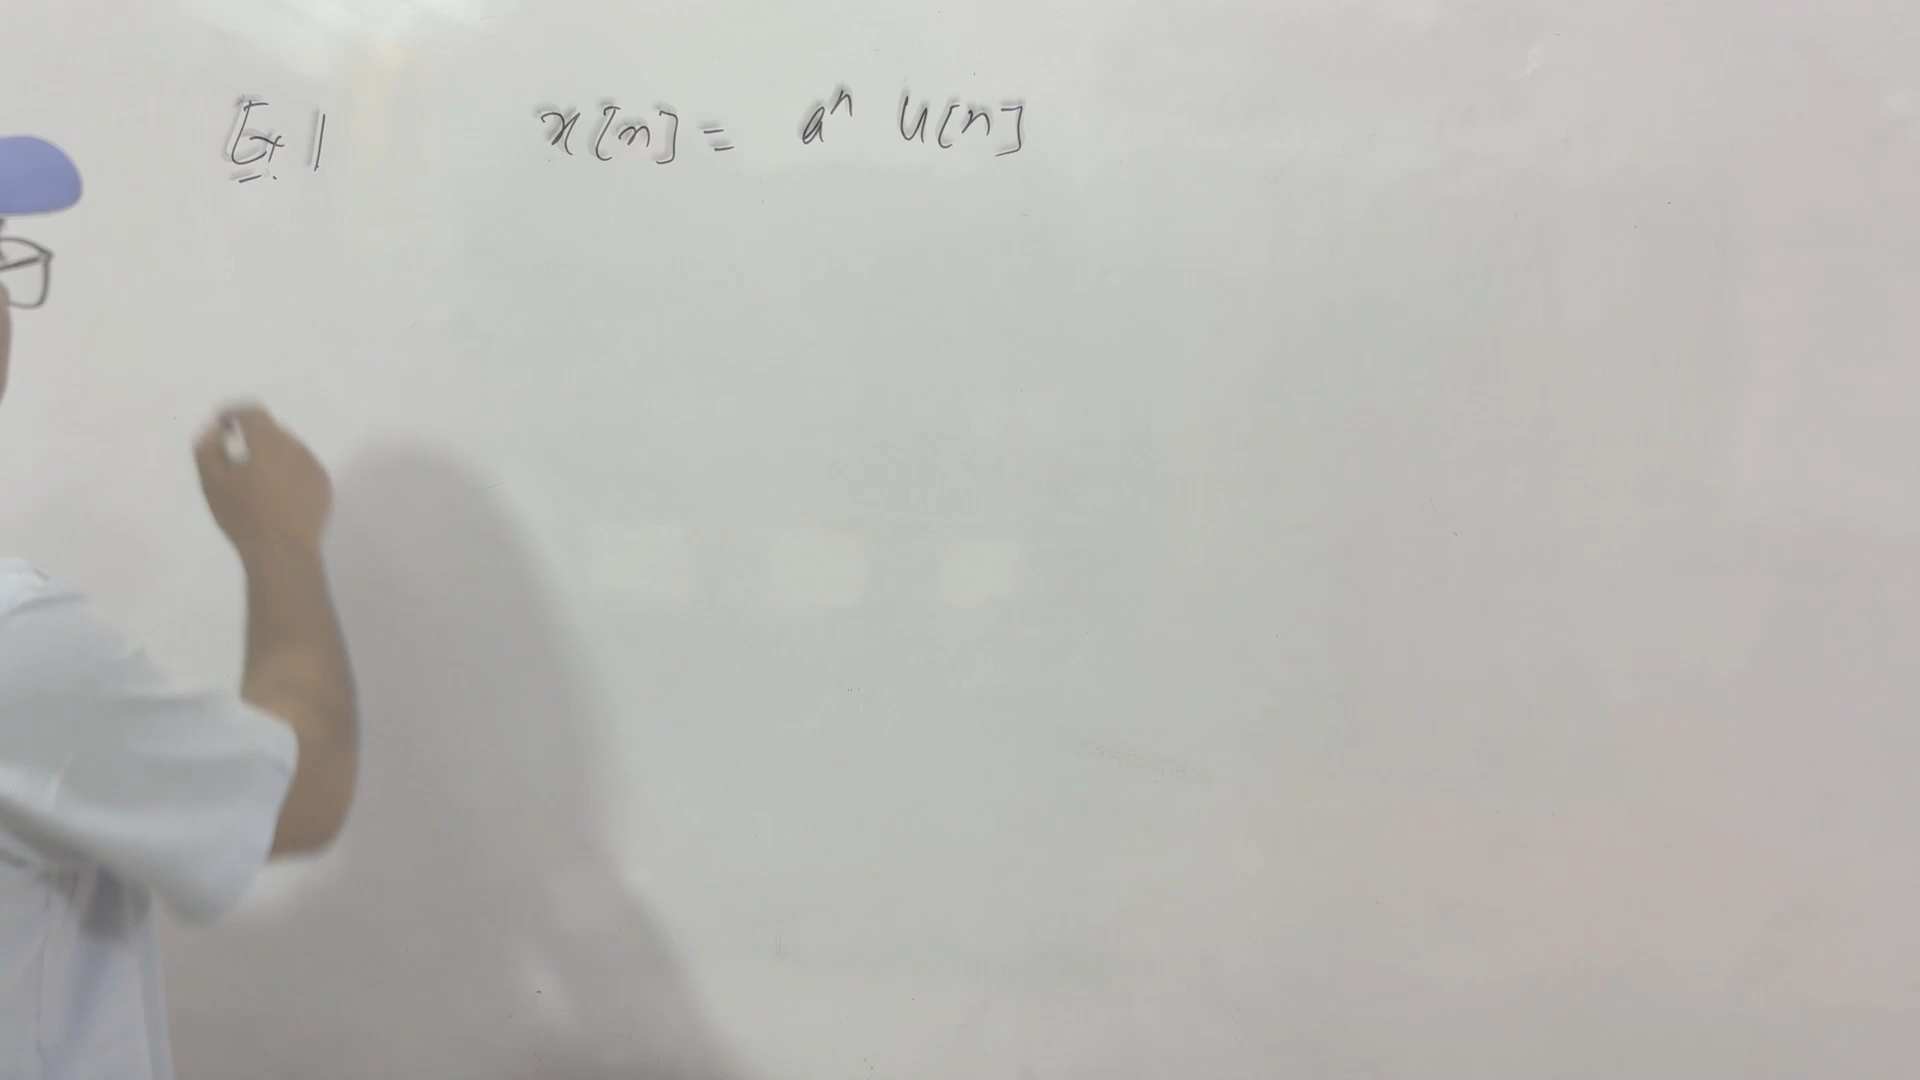 Ex 1 x[n] = aⁿ u[n]